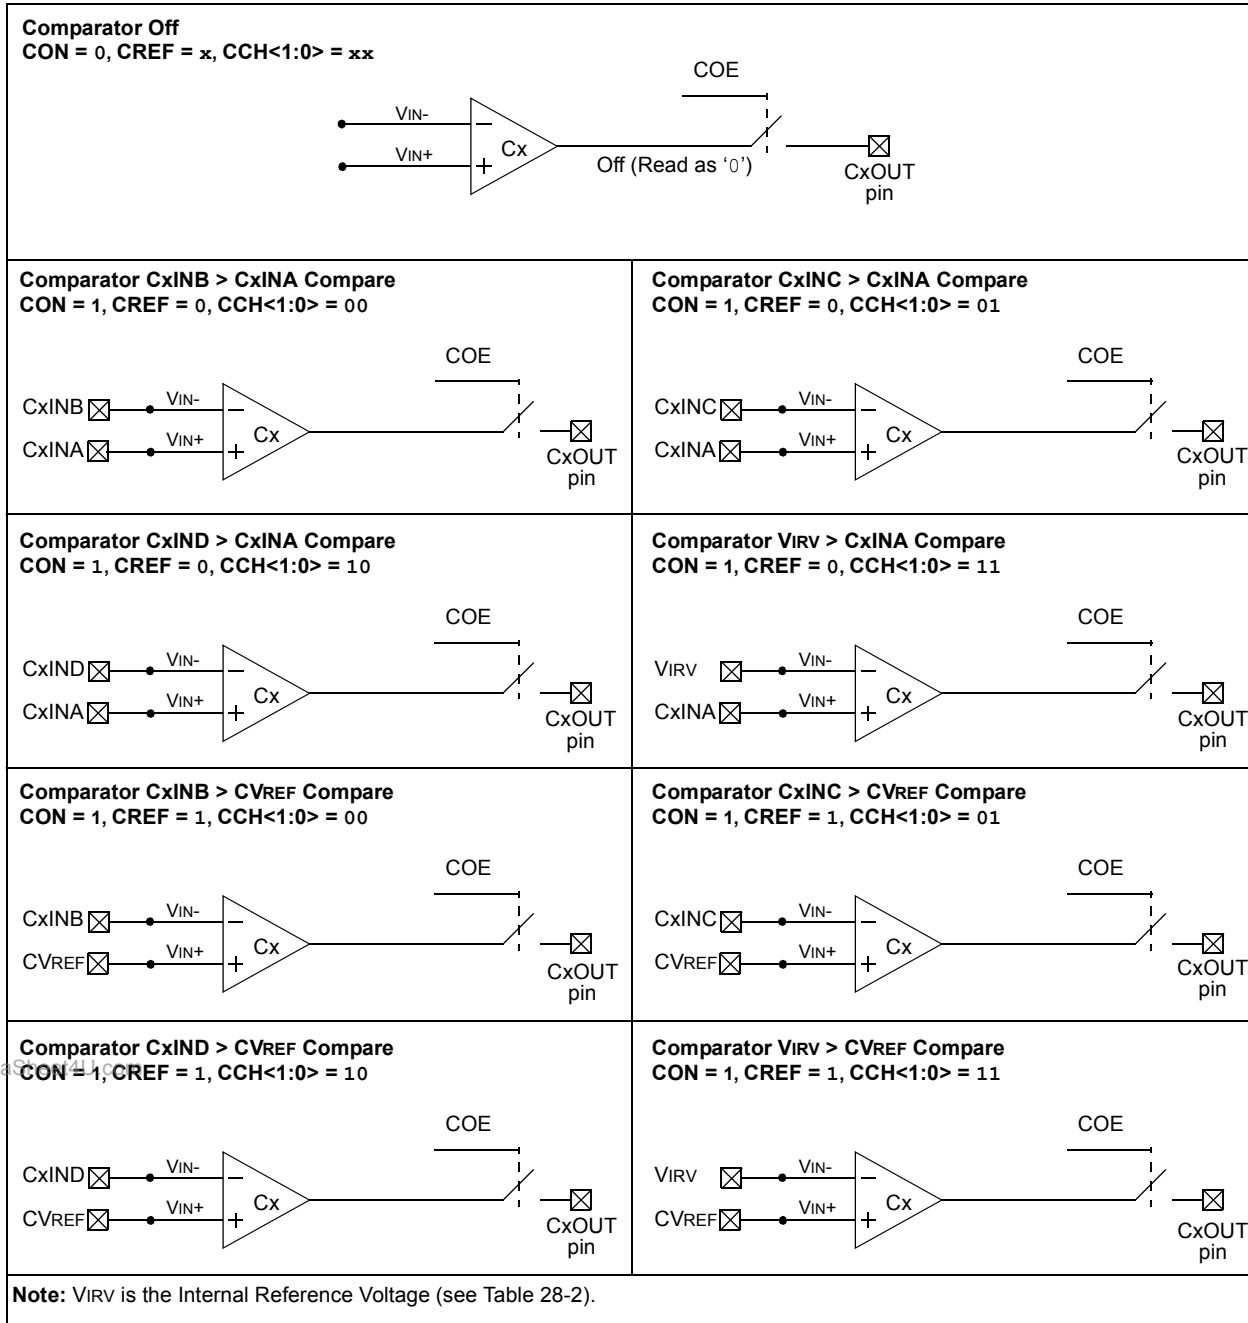 Comparator Off
CON = 0, CREF = x, CCH<1:0> = xx
COE
VIN-
VIN+
Cx
Off (Read as ‘0’)
CxOUT
pin
Comparator CxINB > CxINA Compare
CON = 1, CREF = 0, CCH<1:0> = 00
COE
CxINB
VIN-
CxINA
VIN+
Cx
CxOUT
pin
Comparator CxINC > CxINA Compare
CON = 1, CREF = 0, CCH<1:0> = 01
COE
CxINC
VIN-
CxINA
VIN+
Cx
CxOUT
pin
Comparator CxIND > CxINA Compare
CON = 1, CREF = 0, CCH<1:0> = 10
COE
CxIND
VIN-
CxINA
VIN+
Cx
CxOUT
pin
Comparator VIRV > CxINA Compare
CON = 1, CREF = 0, CCH<1:0> = 11
COE
VIRV
VIN-
CxINA
VIN+
Cx
CxOUT
pin
Comparator CxINB > CVREF Compare
CON = 1, CREF = 1, CCH<1:0> = 00
COE
CxINB
VIN-
CVREF
VIN+
Cx
CxOUT
pin
Comparator CxINC > CVREF Compare
CON = 1, CREF = 1, CCH<1:0> = 01
COE
CxINC
VIN-
CVREF
VIN+
Cx
CxOUT
pin
Comparator CxIND > CVREF Compare
aSheet4U.com
CON = 1, CREF = 1, CCH<1:0> = 10
COE
CxIND
VIN-
CVREF
VIN+
Cx
CxOUT
pin
Comparator VIRV > CVREF Compare
CON = 1, CREF = 1, CCH<1:0> = 11
COE
VIRV
VIN-
CVREF
VIN+
Cx
CxOUT
pin
Note: VIRV is the Internal Reference Voltage (see Table 28-2).